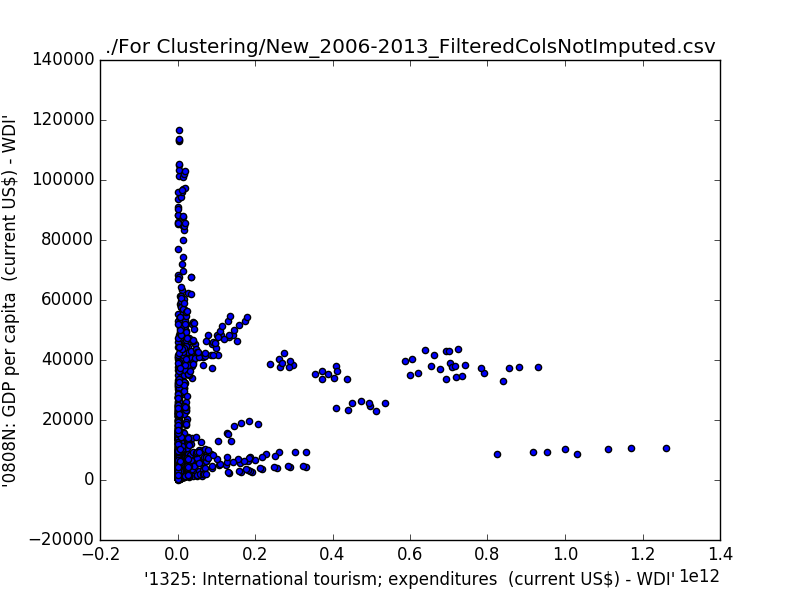 ./For Clustering/New_2006-2013_FilteredColsNotImputed.csv
140000
120000
100000
80000
60000
40000
20000
0
−20000
'0808N: GDP per capita  (current US$) - WDI'
−0.2 0.0 0.2 0.4 0.6 0.8 1.0 1.2 1.4
1e12
'1325: International tourism; expenditures  (current US$) - WDI'